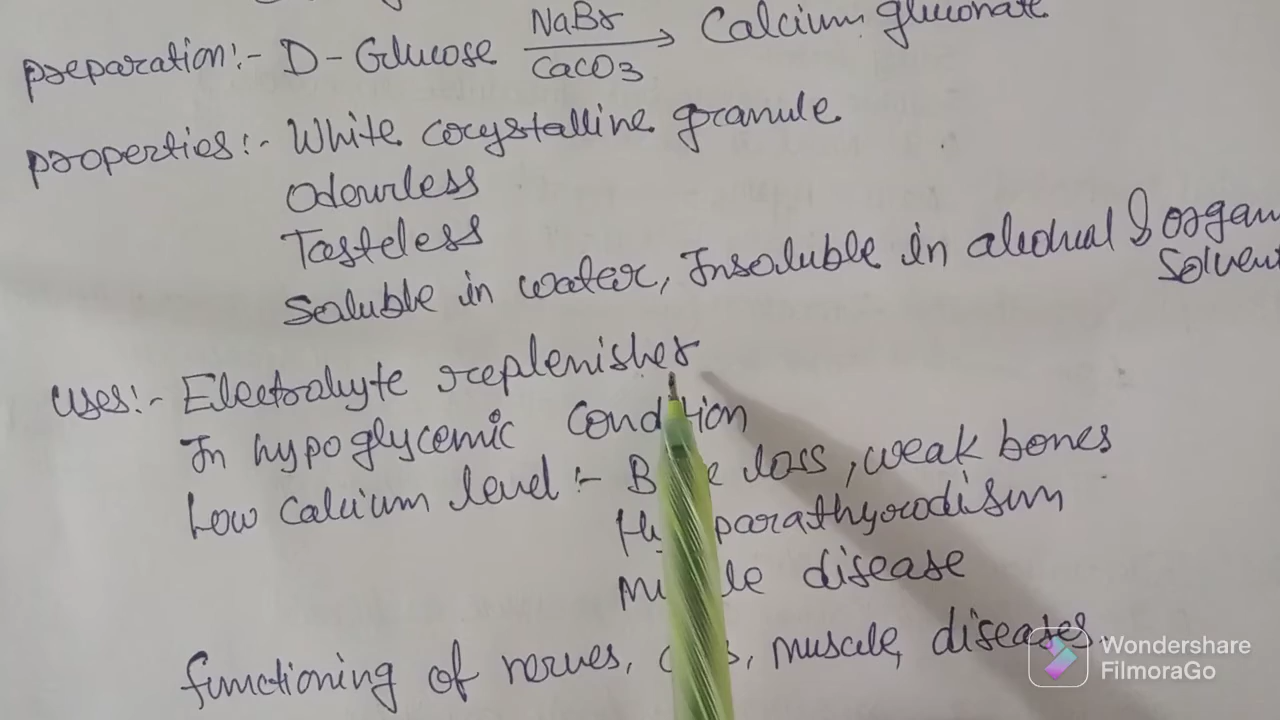 preparation:- D-Glucose NaBr CaCO3 → Calcium gluconate
properties:- White crystalline granule
Odourless
Tasteless
Soluble in water, Insoluble in alcohol & organ
Solvent
Uses:- Electrolyte replenisher
In hypoglycemic Condition
Low Calcium level :- loss, weak bones
parathyrodisum
disease
functioning of nerves, muscle, diseases.
Wondershare
FilmoraGo